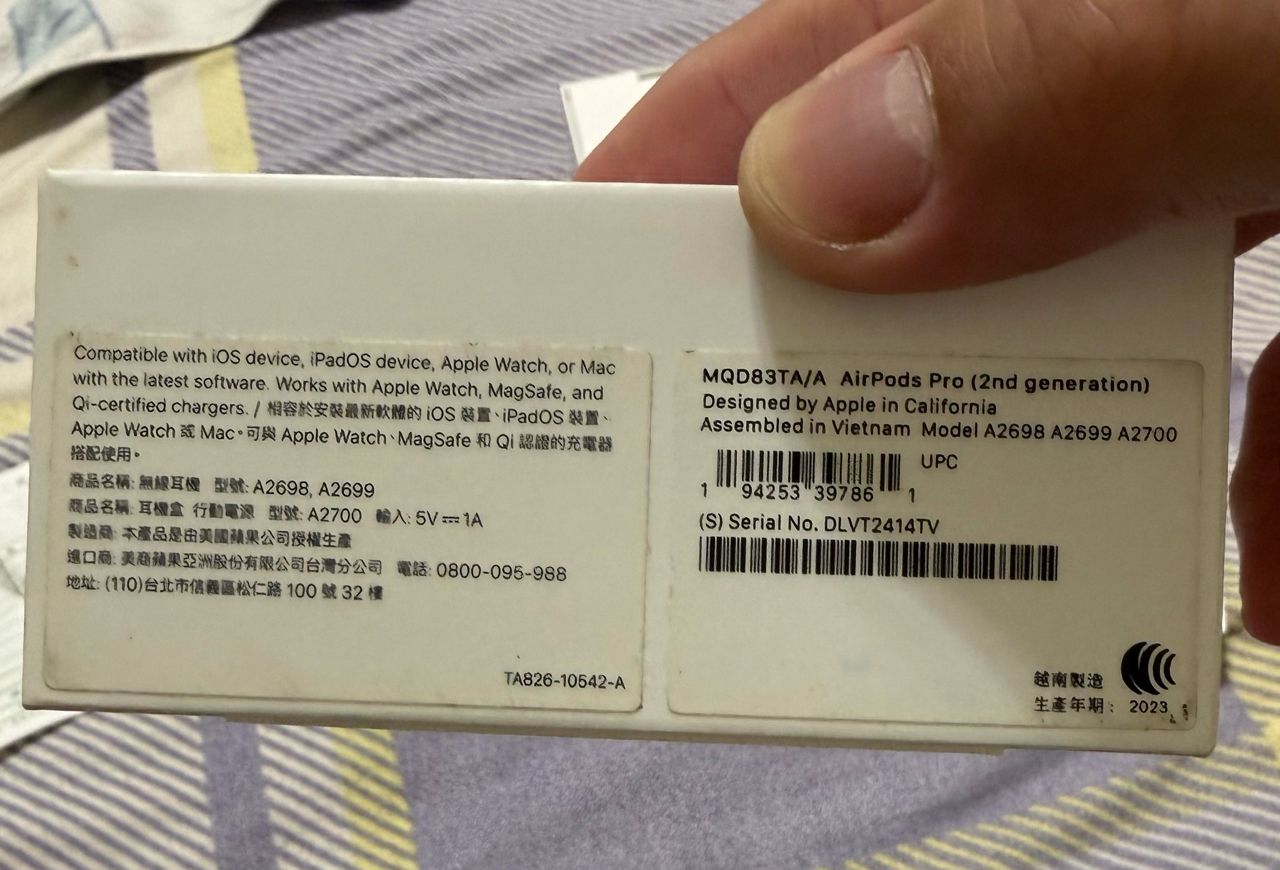 Compatible with iOS device, iPadOS device, Apple Watch, or Mac
with the latest software. Works with Apple Watch, MagSafe, and
Qi-certified chargers. / 相容於安裝最新軟體的 iOS 裝置、iPadOS 裝置、
Apple Watch 或 Mac。可與 Apple Watch、MagSafe 和 Qi 認證的充電器
搭配使用。
商品名稱: 無線耳機 型號: A2698, A2699
商品名稱: 耳機盒 行動電源 型號: A2700 輸入: 5V⎓1A
製造商: 本產品是由美國蘋果公司授權生產
進口商: 美商蘋果亞洲股份有限公司台灣分公司 電話: 0800-095-988
地址: (110)台北市信義區松仁路 100 號 32 樓
TA826-10542-A
MQD83TA/A AirPods Pro (2nd generation)
Designed by Apple in California
Assembled in Vietnam Model A2698 A2699 A2700
UPC
1 94253 39786 1
(S) Serial No. DLVT2414TV
越南製造
生產年期: 2023